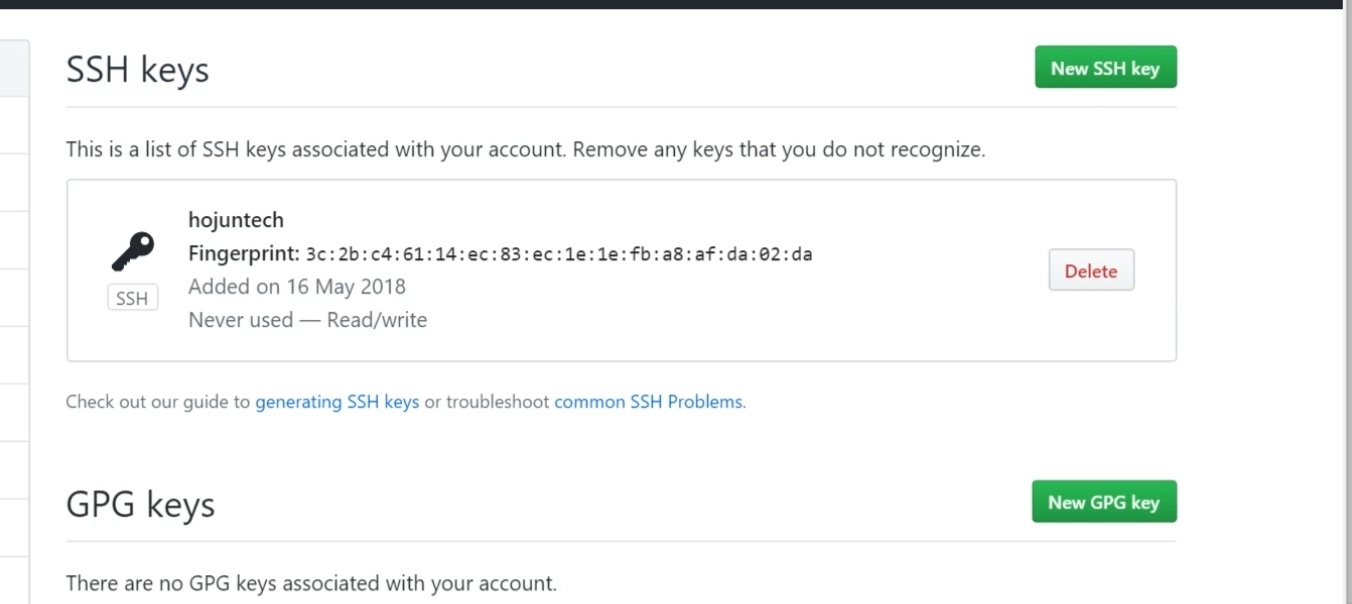 SSH keys
New SSH key
This is a list of SSH keys associated with your account. Remove any keys that you do not recognize.
hojuntech
Fingerprint: 3c:2b:c4:61:14:ec:83:ec:1e:1e:fb:a8:af:da:02:da
Added on 16 May 2018
Never used — Read/write
SSH
Delete
Check out our guide to generating SSH keys or troubleshoot common SSH Problems.
GPG keys
New GPG key
There are no GPG keys associated with your account.